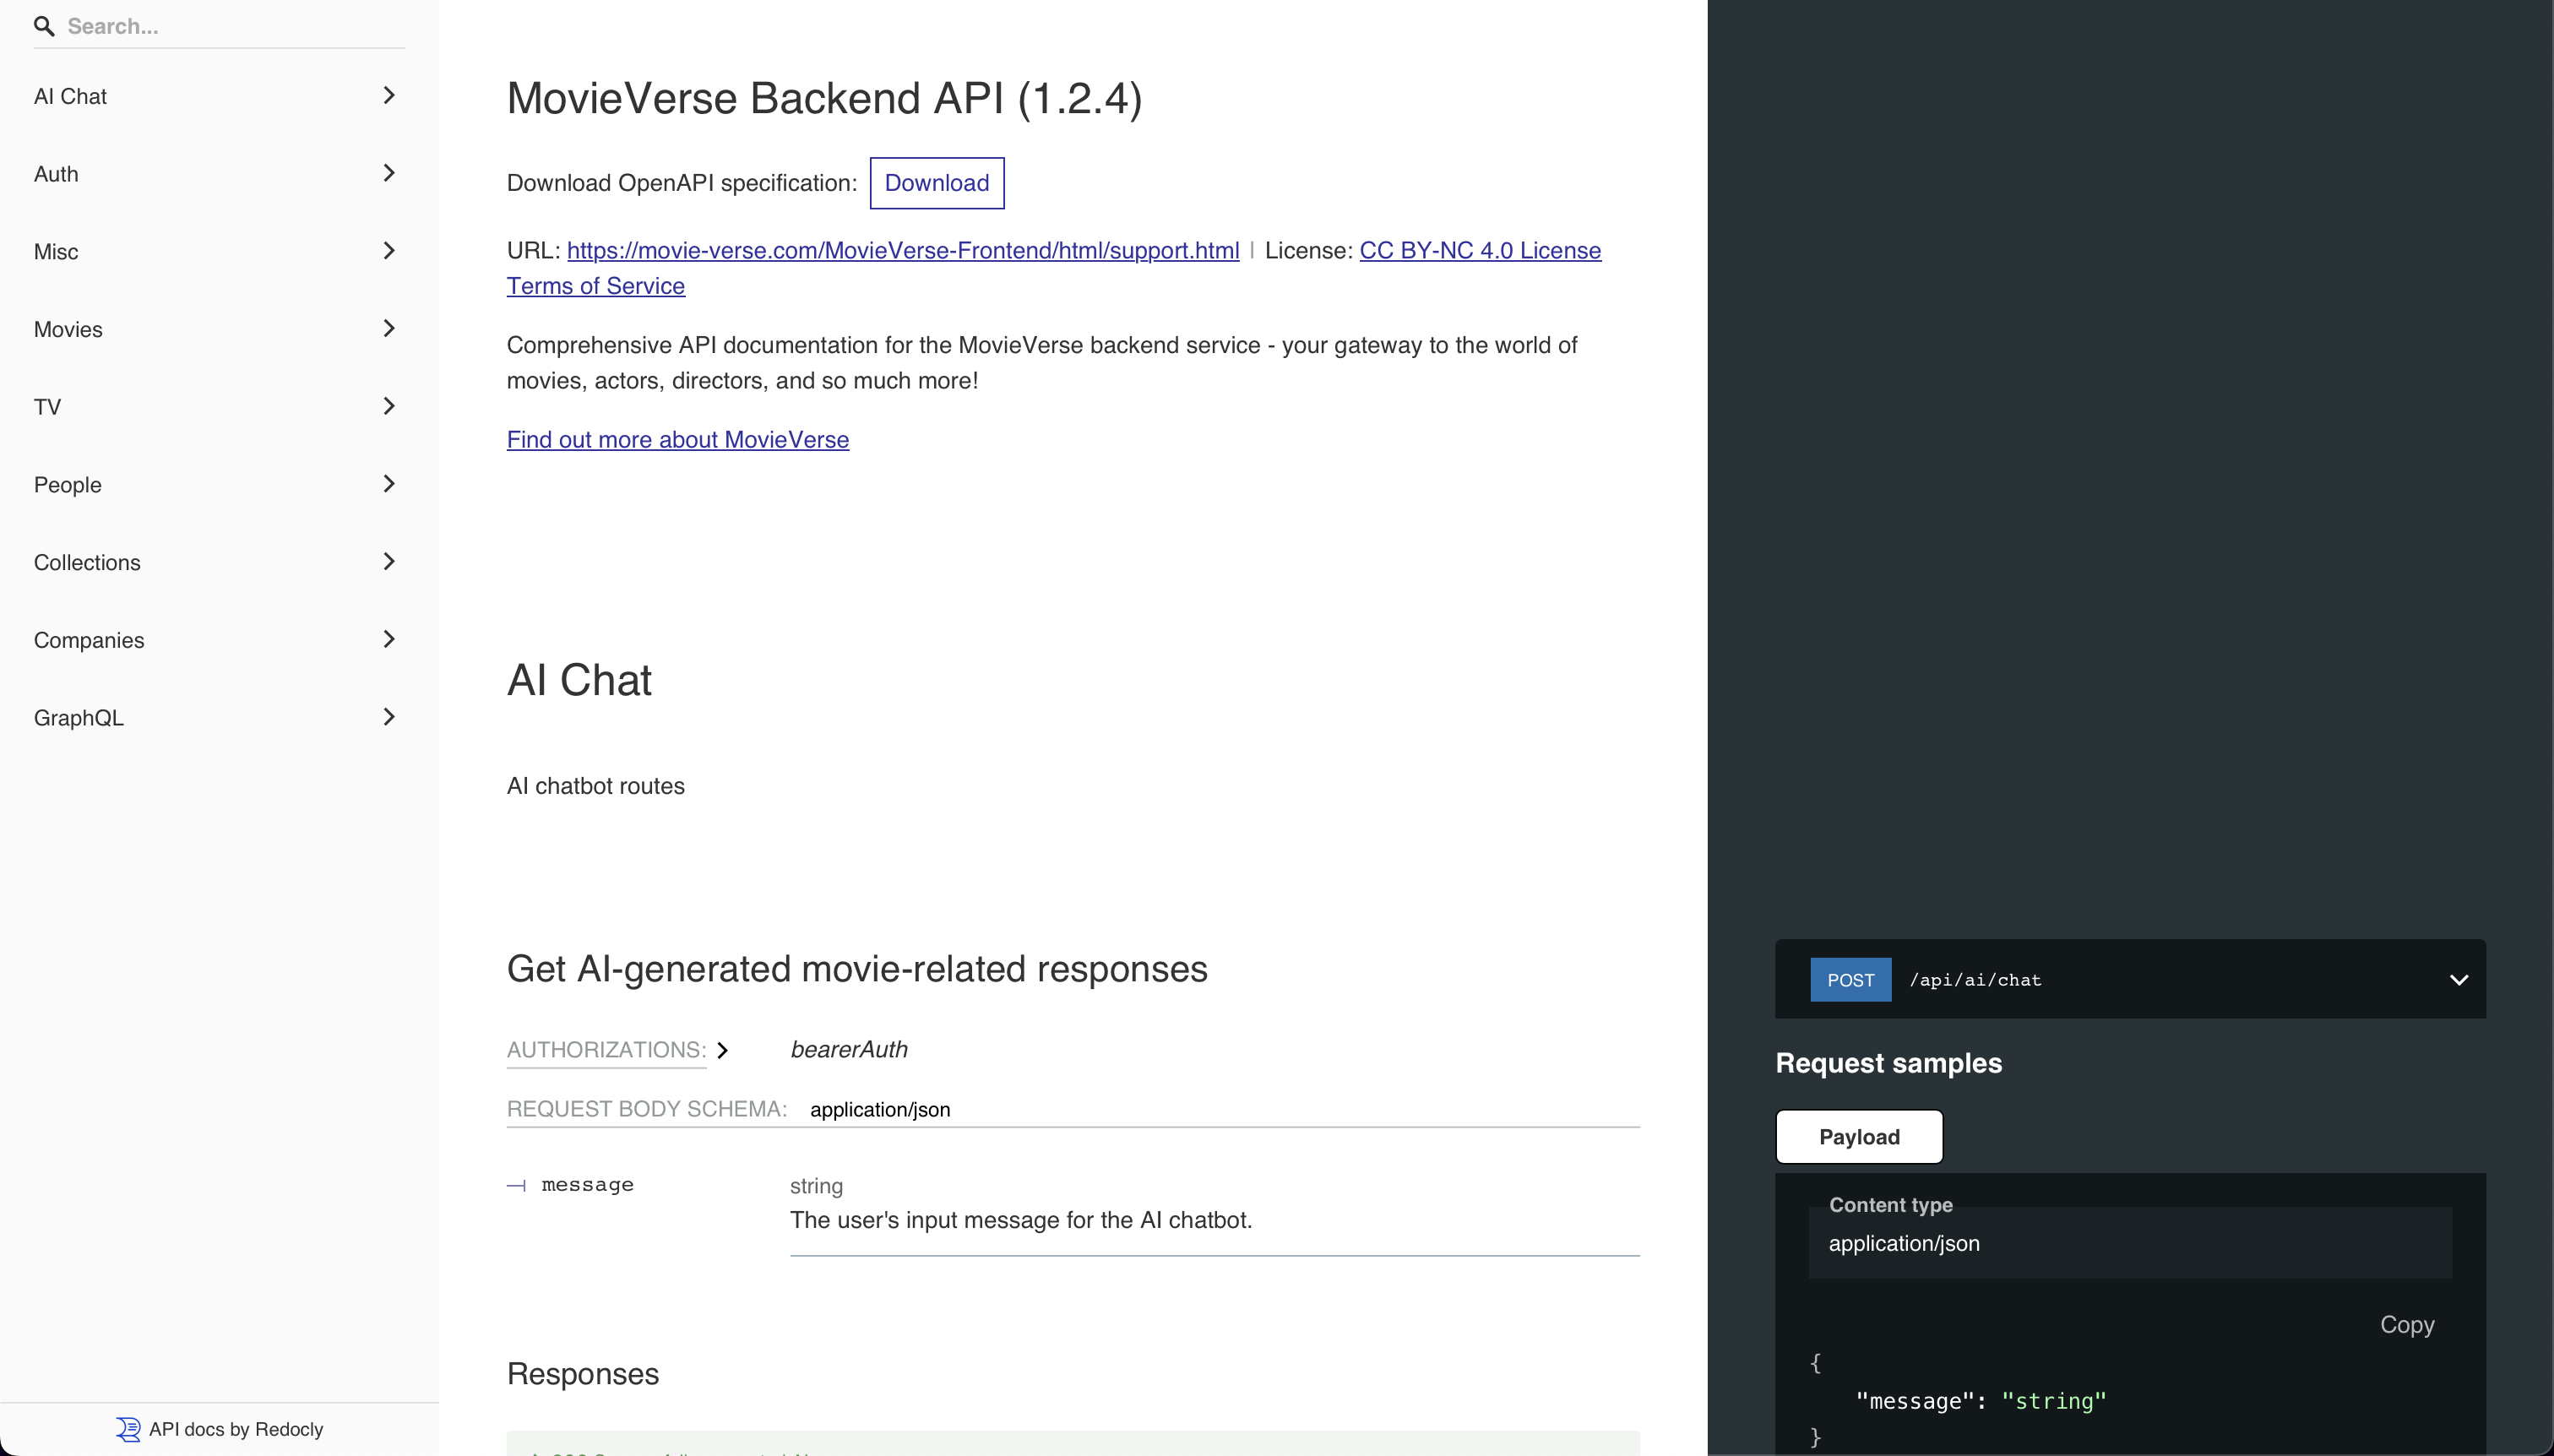 Search...
AI Chat
Auth
Misc
Movies
TV
People
Collections
Companies
GraphQL
API docs by Redocly
MovieVerse Backend API (1.2.4)
Download OpenAPI specification: Download
URL: https://movie-verse.com/MovieVerse-Frontend/html/support.html | License: CC BY-NC 4.0 License
Terms of Service
Comprehensive API documentation for the MovieVerse backend service - your gateway to the world of
movies, actors, directors, and so much more!
Find out more about MovieVerse
AI Chat
AI chatbot routes
Get AI-generated movie-related responses
AUTHORIZATIONS: bearerAuth
REQUEST BODY SCHEMA: application/json
message
string
The user's input message for the AI chatbot.
Responses
POST /api/ai/chat
Request samples
Payload
Content type
application/json
Copy
{
"message": "string"
}